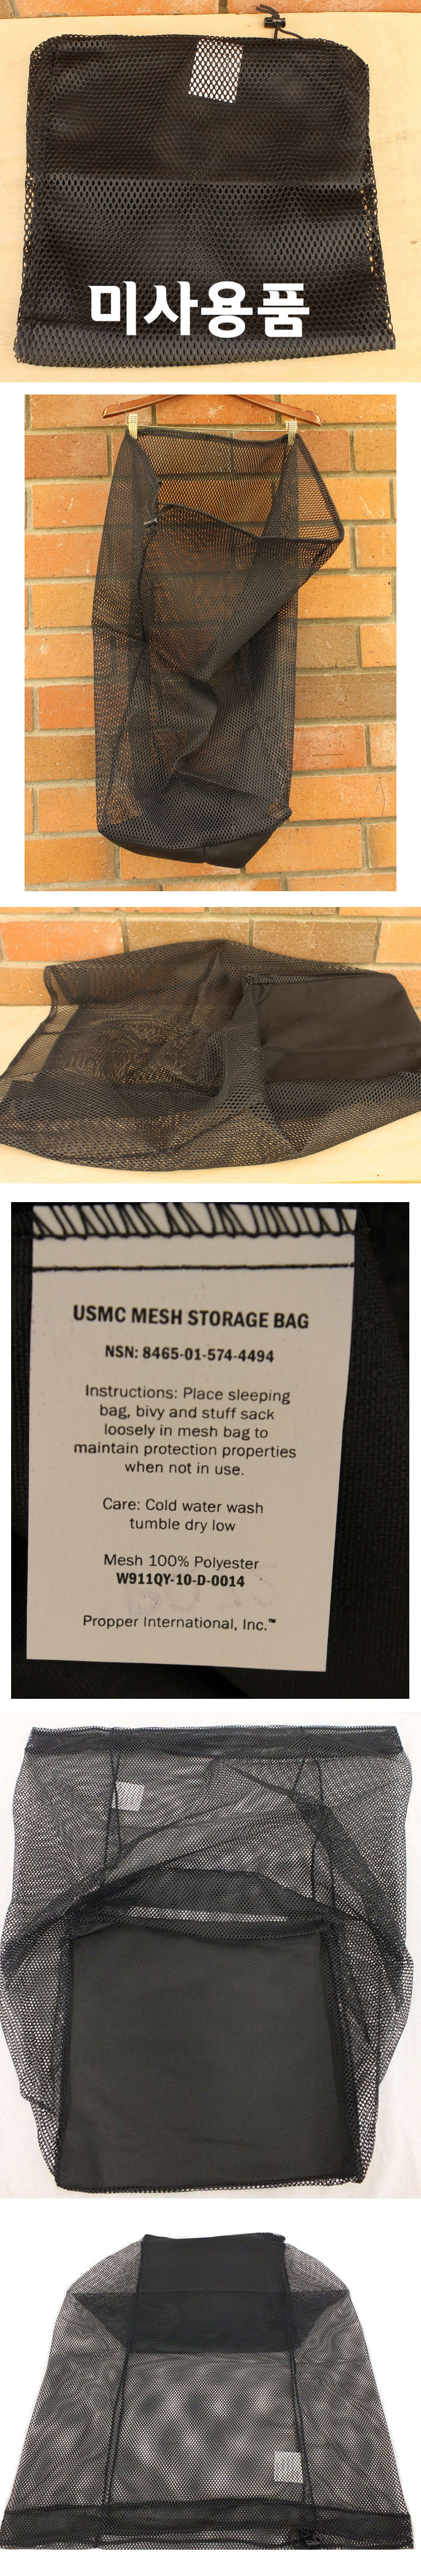 미사용품
USMC MESH STORAGE BAG
NSN: 8465-01-574-4494
Instructions: Place sleeping
bag, bivy and stuff sack
loosely in mesh bag to
maintain protection properties
when not in use.
Care: Cold water wash
tumble dry low
Mesh 100% Polyester
W911QY-10-D-0014
Propper International, Inc.™